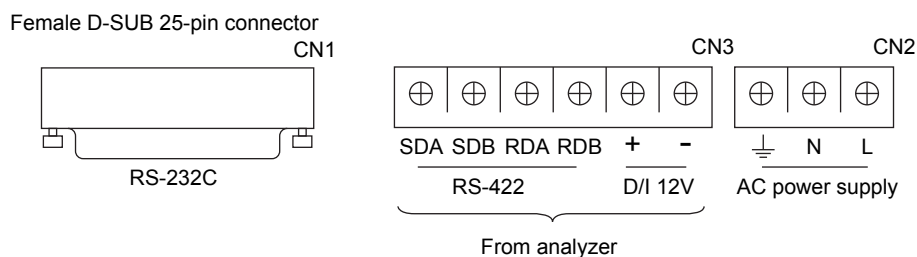 Female D-SUB 25-pin connector
CN1
CN3
CN2
SDA SDB RDA RDB + -
N L
RS-232C
RS-422
D/I 12V
AC power supply
From analyzer